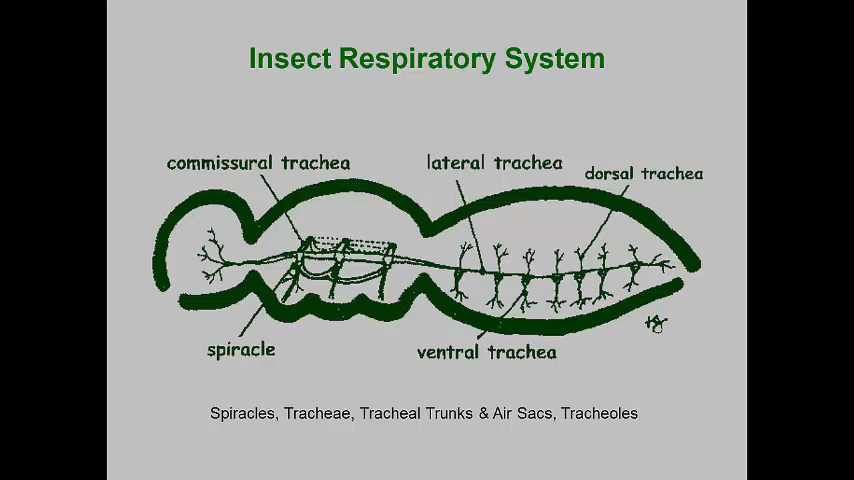 Insect Respiratory System
commissural trachea
lateral trachea
dorsal trachea
spiracle
ventral trachea
Spiracles, Tracheae, Tracheal Trunks & Air Sacs, Tracheoles